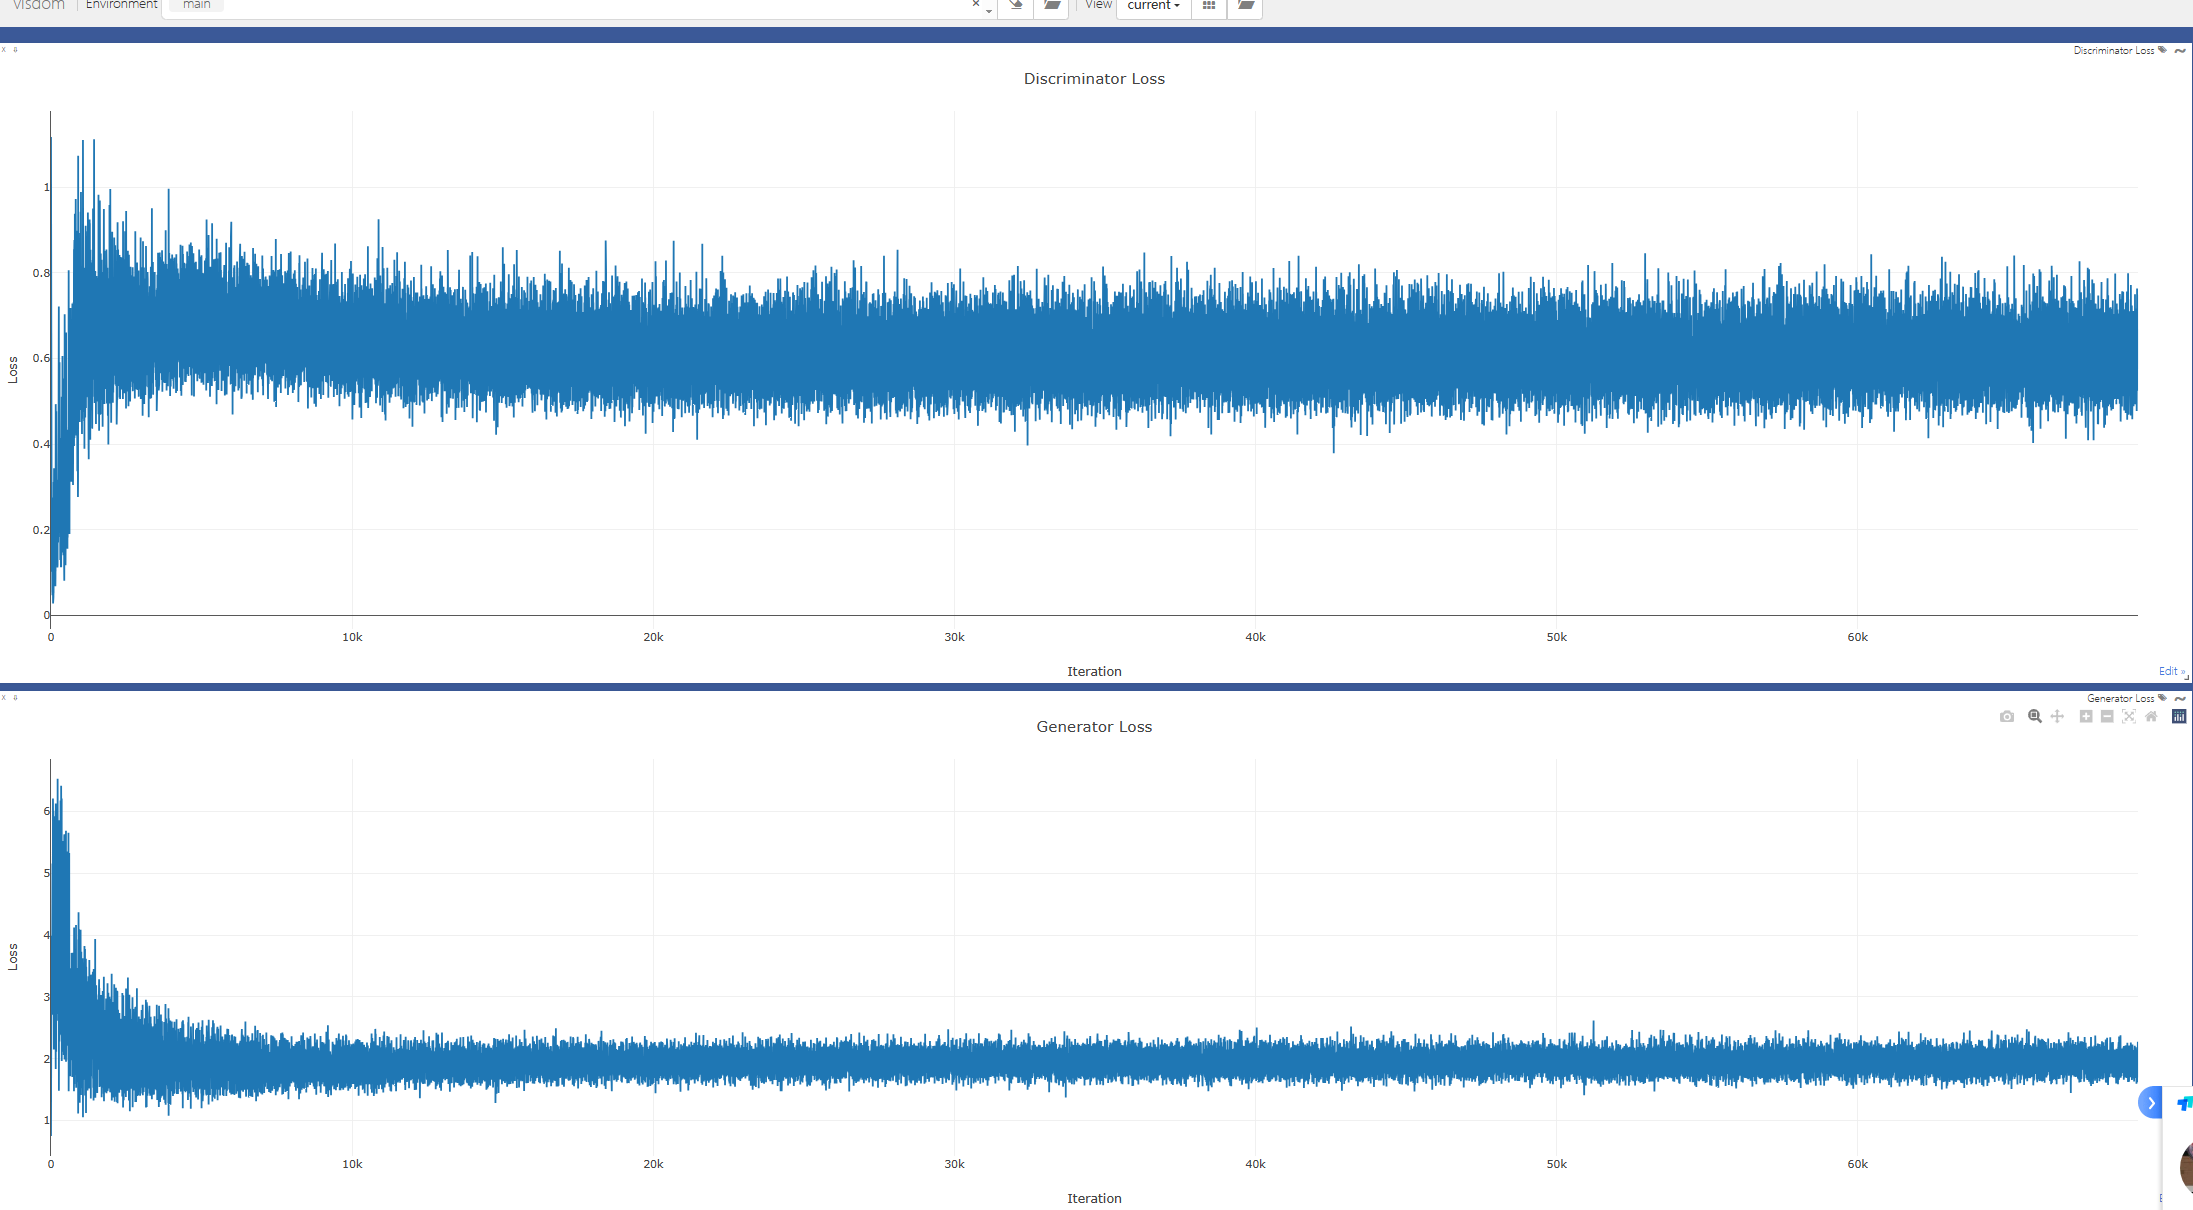 visdom Environment main × View current
X Discriminator Loss
Discriminator Loss
1
0.8
0.6
0.4
0.2
0
Loss
0 10k 20k 30k 40k 50k 60k
Iteration
Edit »
X Generator Loss
Generator Loss
6
5
4
3
2
1
Loss
0 10k 20k 30k 40k 50k 60k
Iteration